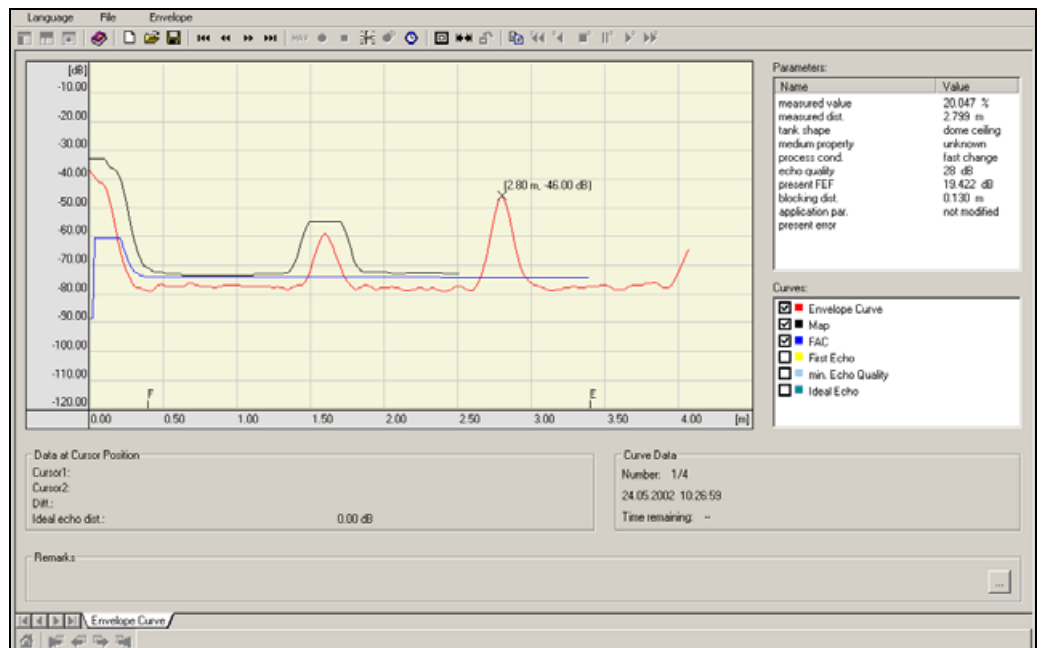 Language File Envelope
MAP
[dB]
-10.00
-20.00
-30.00
-40.00
-50.00
-60.00
-70.00
-80.00
-90.00
-100.00
-110.00
-120.00
[2.80 m, -46.00 dB]
F
E
0.00 0.50 1.00 1.50 2.00 2.50 3.00 3.50 4.00 [m]
Parameters:
Name Value
measured value 20.047 %
measured dist. 2.799 m
tank shape dome ceiling
medium property unknown
process cond. fast change
echo quality 28 dB
present FEF 19.422 dB
blocking dist. 0.130 m
application par. not modified
present error
Curves:
Envelope Curve
Map
FAC
First Echo
min. Echo Quality
Ideal Echo
Data at Cursor Position
Cursor1:
Cursor2:
Diff.:
Ideal echo dist.: 0.00 dB
Curve Data
Number: 1/4
24.05.2002 10:26:59
Time remaining: --
Remarks
...
Envelope Curve